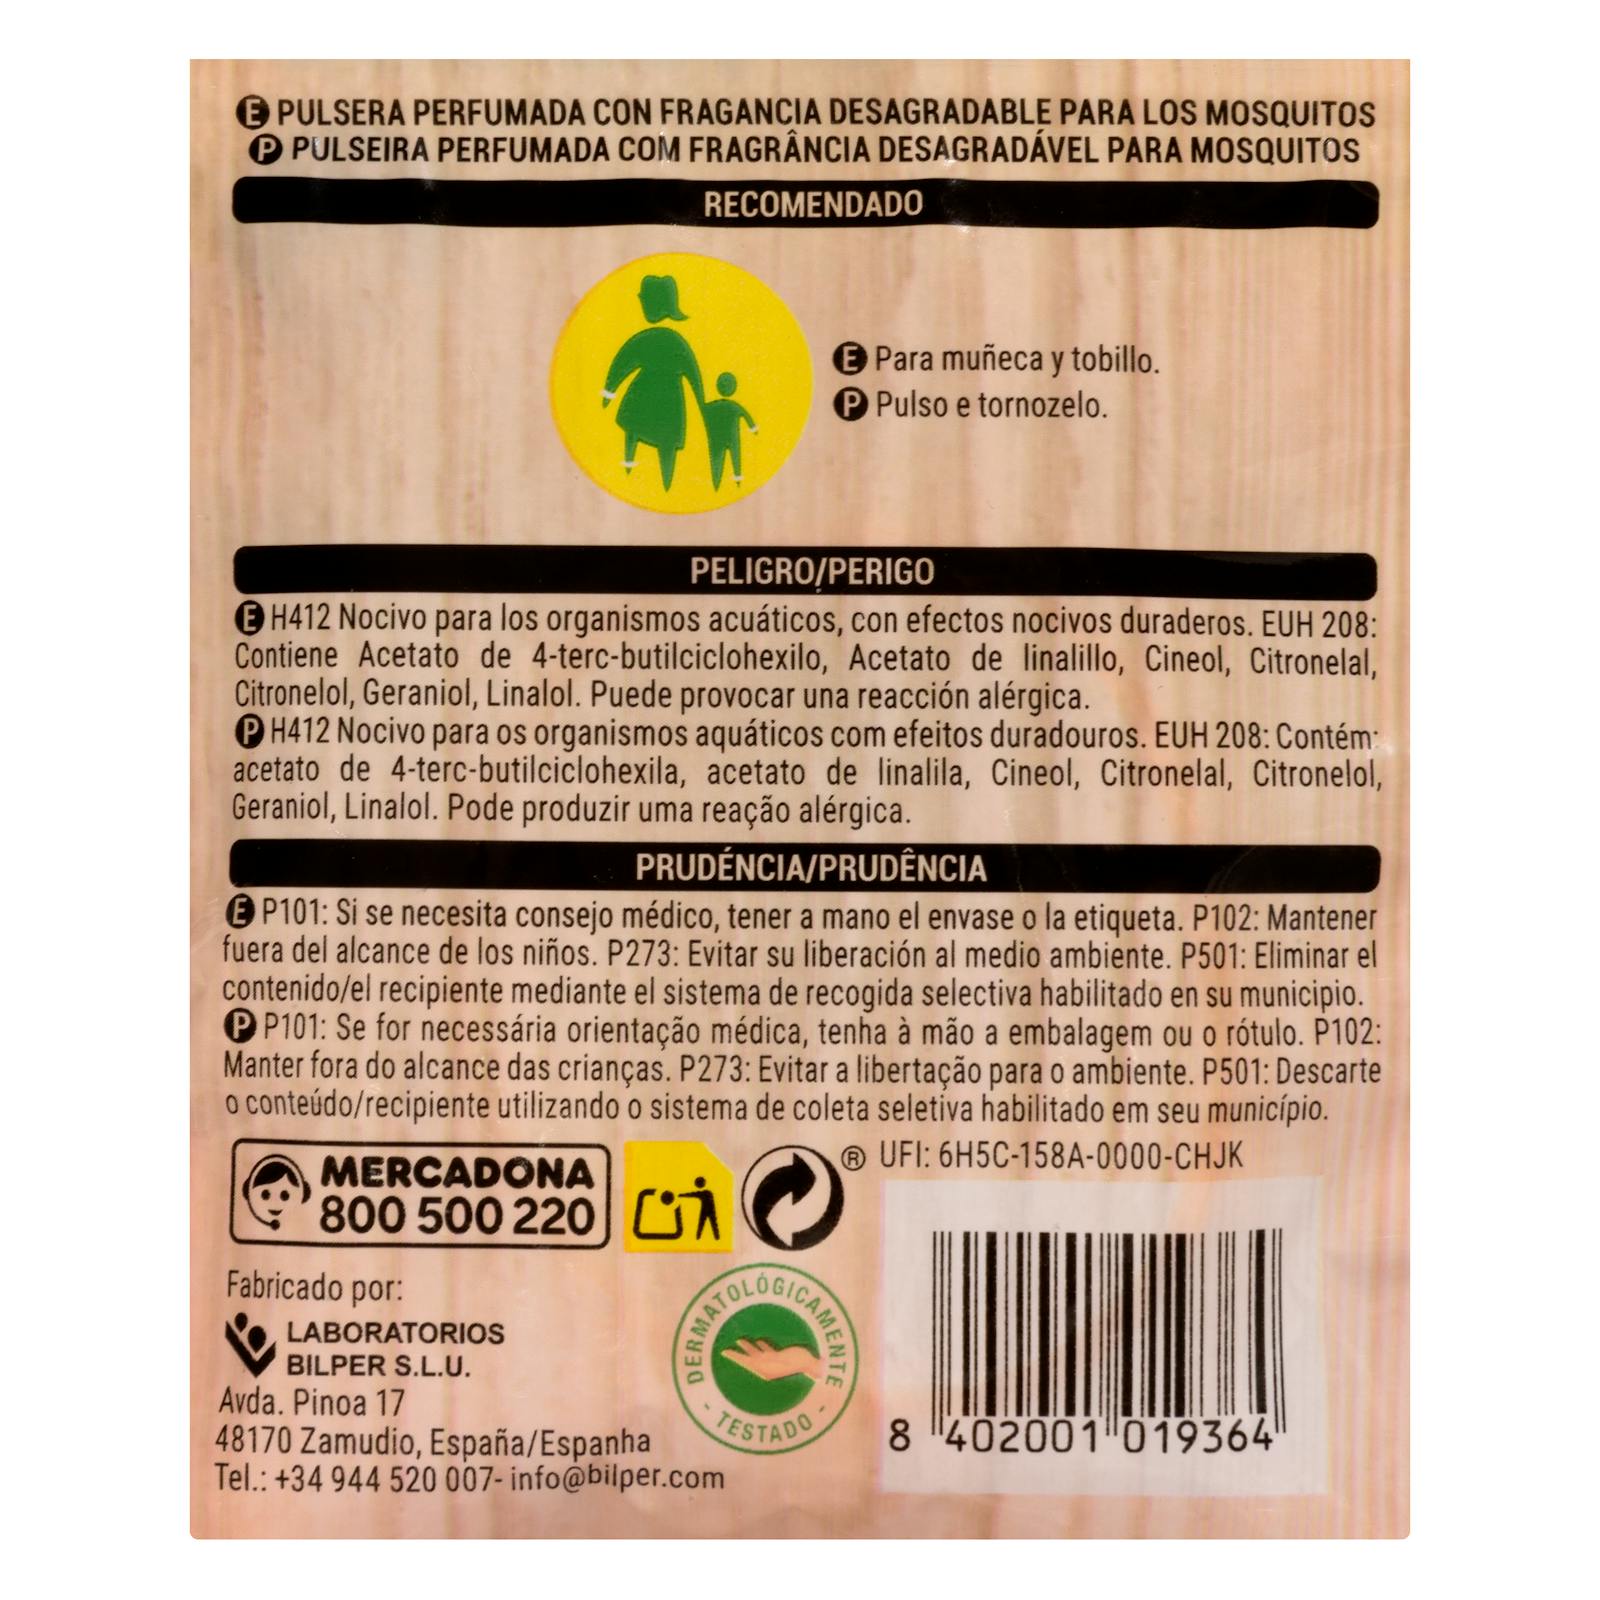 E PULSERA PERFUMADA CON FRAGANCIA DESAGRADABLE PARA LOS MOSQUITOS
P PULSEIRA PERFUMADA COM FRAGRÂNCIA DESAGRADÁVEL PARA MOSQUITOS
RECOMENDADO
E Para muñeca y tobillo.
P Pulso e tornozelo.
PELIGRO/PERIGO
E H412 Nocivo para los organismos acuáticos, con efectos nocivos duraderos. EUH 208:
Contiene Acetato de 4-terc-butilciclohexilo, Acetato de linalillo, Cineol, Citronelal,
Citronelol, Geraniol, Linalol. Puede provocar una reacción alérgica.
P H412 Nocivo para os organismos aquáticos com efeitos duradouros. EUH 208: Contém:
acetato de 4-terc-butilciclohexila, acetato de linalila, Cineol, Citronelal, Citronelol,
Geraniol, Linalol. Pode produzir uma reação alérgica.
PRUDÉNCIA/PRUDÊNCIA
E P101: Si se necesita consejo médico, tener a mano el envase o la etiqueta. P102: Mantener
fuera del alcance de los niños. P273: Evitar su liberación al medio ambiente. P501: Eliminar el
contenido/el recipiente mediante el sistema de recogida selectiva habilitado en su municipio.
P P101: Se for necessária orientação médica, tenha à mão a embalagem ou o rótulo. P102:
Manter fora do alcance das crianças. P273: Evitar a libertação para o ambiente. P501: Descarte
o conteúdo/recipiente utilizando o sistema de coleta seletiva habilitado em seu município.
MERCADONA
800 500 220
® UFI: 6H5C-158A-0000-CHJK
Fabricado por:
LABORATORIOS
BILPER S.L.U.
Avda. Pinoa 17
48170 Zamudio, España/Espanha
Tel.: +34 944 520 007- info@bilper.com
DERMATOLÓGICAMENTE
- TESTADO -
8 402001 019364